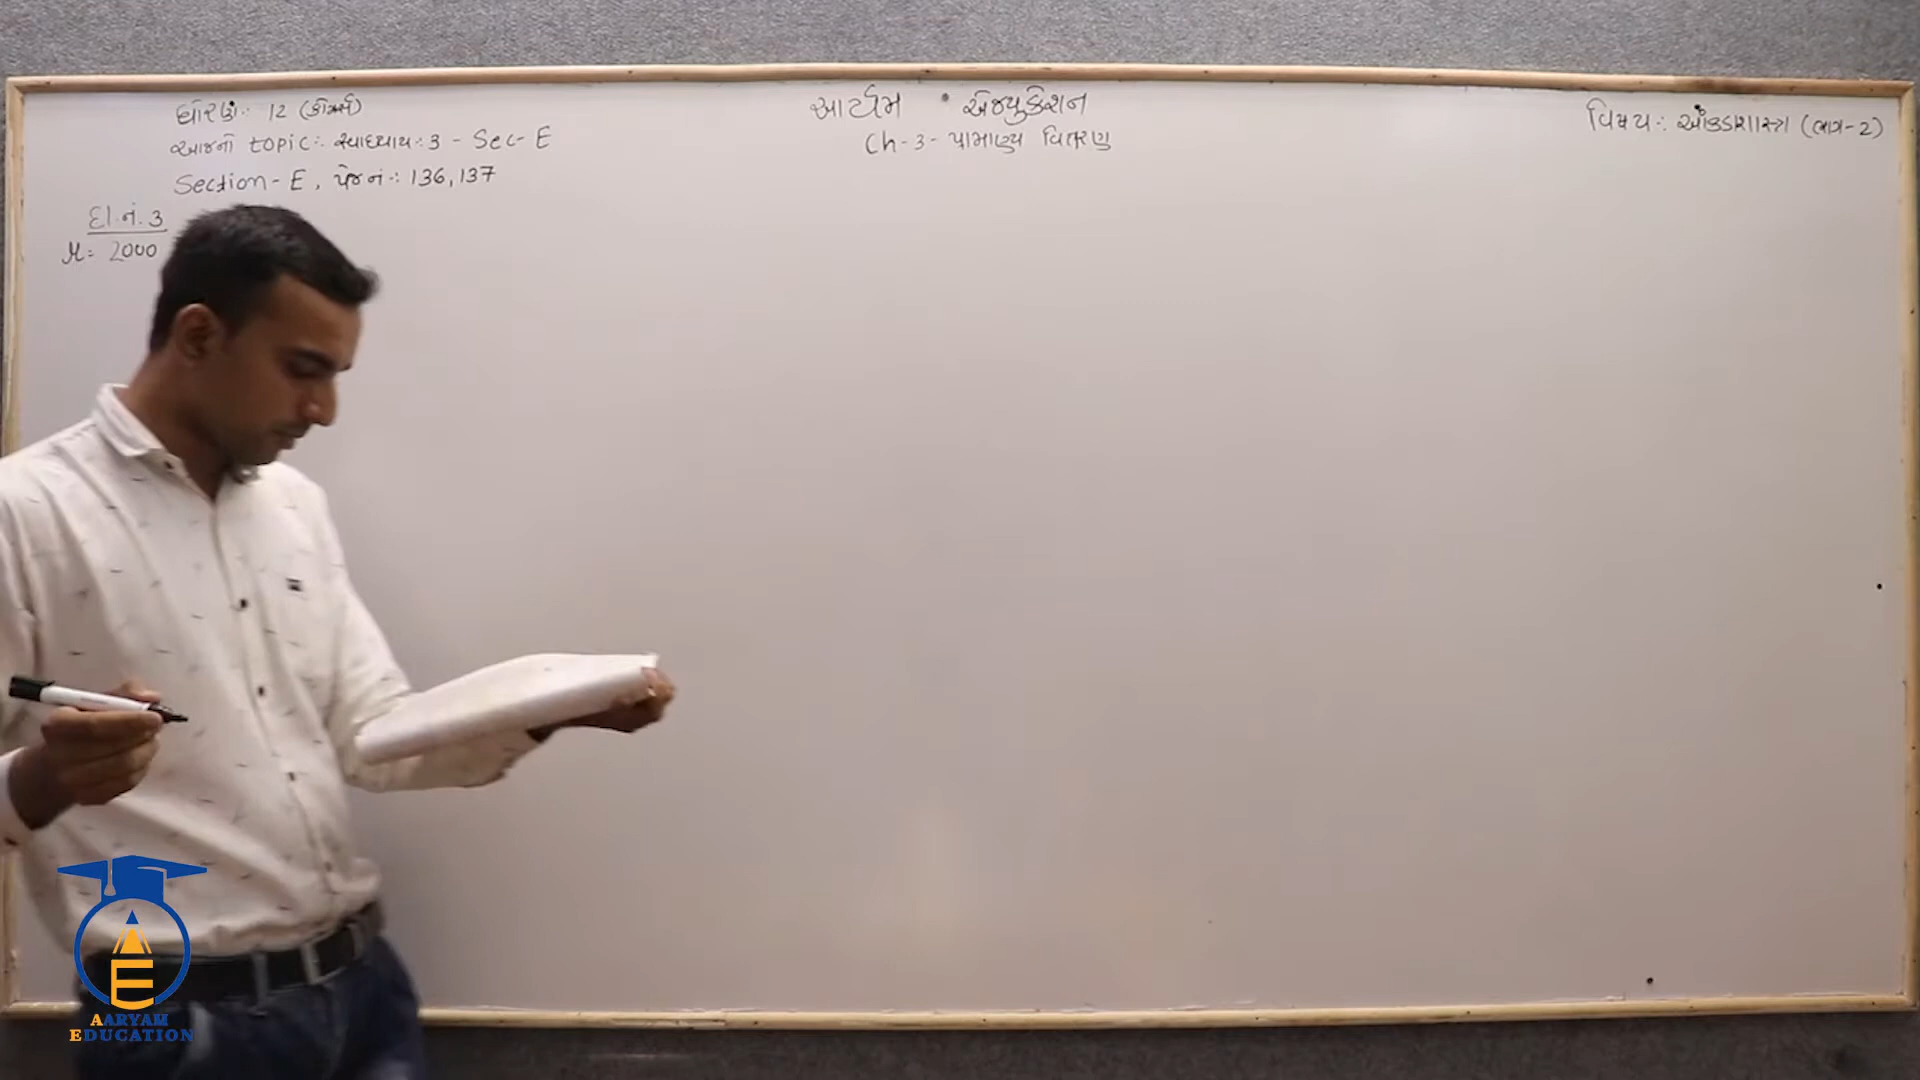 ધોરણ :- 12 (કોમર્સ)
આજનો topic :- સ્વાધ્યાય : 3 - Sec - E
Section - E, પેજ નં :- 136, 137
આર્યમ એજ્યુકેશન
Ch - 3 - પ્રામાણ્ય વિતરણ
વિષય :- આંકડાશાસ્ત્ર (ભાગ - 2)
દા.નં. 3
μ = 2000
AARYAM
EDUCATION